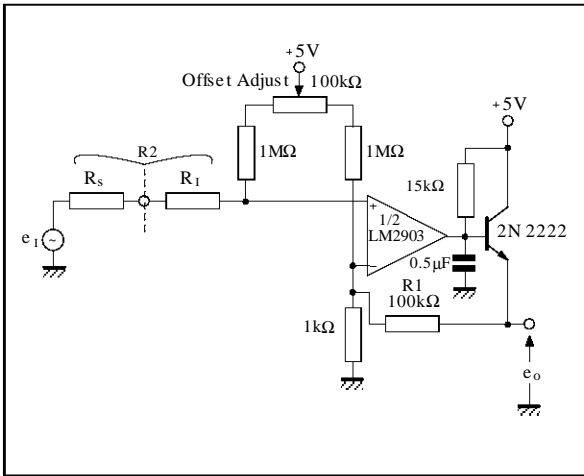 +5V
Offset Adjust
100kΩ
+5V
R2
1MΩ
1MΩ
Rs
RI
15kΩ
+
1/2
LM2903
−
2N 2222
eI
~
0.5μF
R1
100kΩ
1kΩ
eo